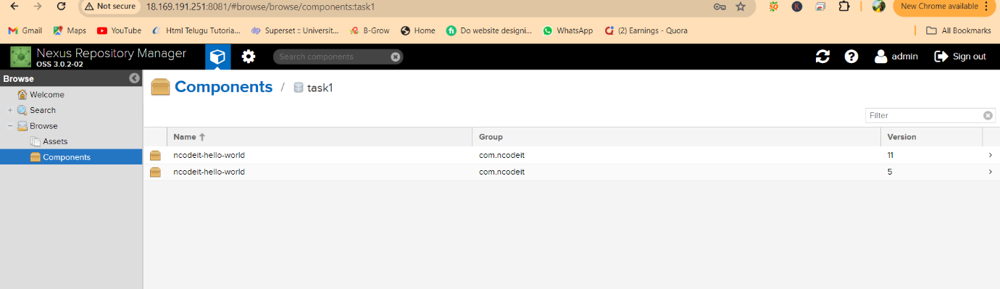 Not secure 18.169.191.251:8081/#browse/browse/components:task1 New Chrome available
Gmail Maps YouTube Html Telugu Tutoria... Superset :: Universit... B-Grow Home Do website designi... WhatsApp (2) Earnings - Quora All Bookmarks
Nexus Repository Manager
OSS 3.0.2-02
Search components admin Sign out
Browse
Components / task1
Welcome
Search
Browse
Assets
Components
Filter
Name Group Version
ncodeit-hello-world com.ncodeit 11
ncodeit-hello-world com.ncodeit 5